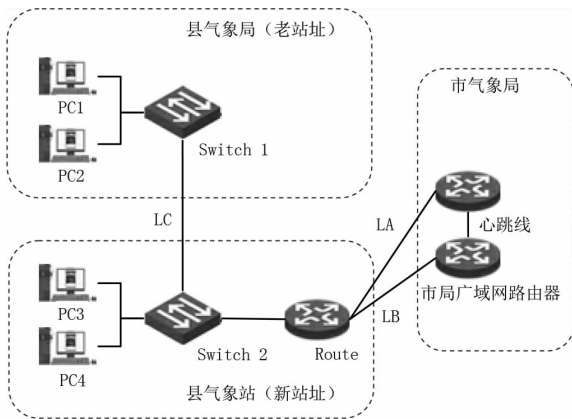 县气象局（老站址）
PC1
PC2
Switch 1
LC
市气象局
LA
心跳线
市局广域网路由器
LB
PC3
PC4
Switch 2
Route
县气象站（新站址）